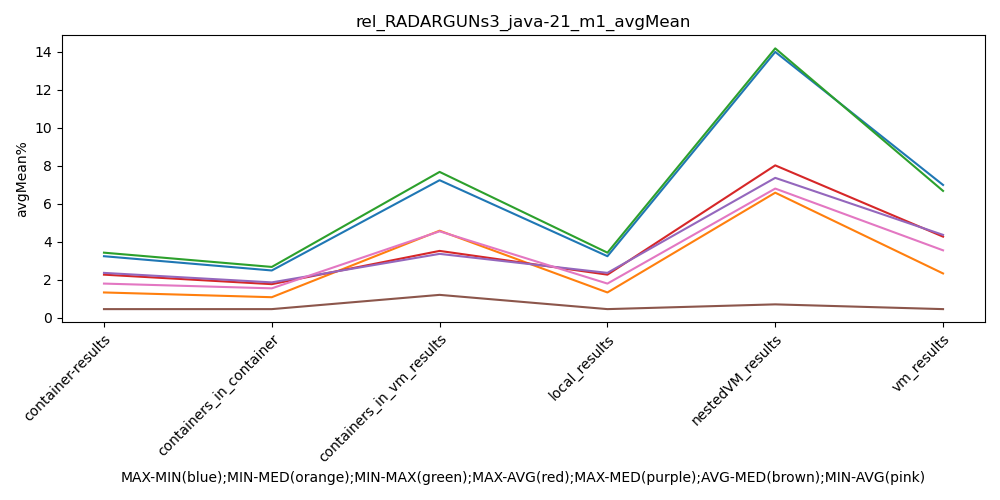 rel_RADARGUNs3_java-21_m1_avgMean
avgMean%
14
12
10
8
6
4
2
0
container-results
containers_in_container
containers_in_vm_results
local_results
nestedVM_results
vm_results
MAX-MIN(blue);MIN-MED(orange);MIN-MAX(green);MAX-AVG(red);MAX-MED(purple);AVG-MED(brown);MIN-AVG(pink)